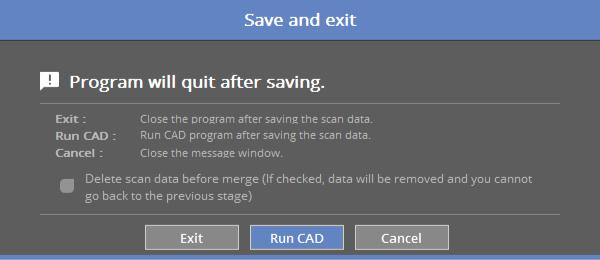 Save and exit
Program will quit after saving.
Exit : Close the program after saving the scan data.
Run CAD : Run CAD program after saving the scan data.
Cancel : Close the message window.
Delete scan data before merge (If checked, data will be removed and you cannot
go back to the previous stage)
Exit Run CAD Cancel